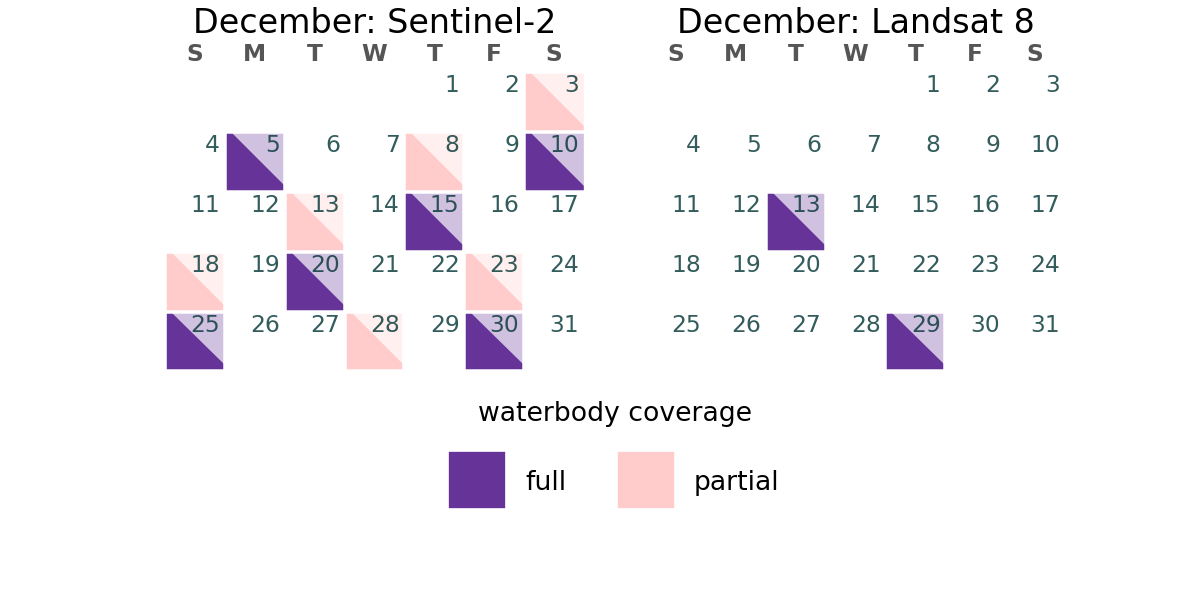 December: Sentinel-2
S M T W T F S
1 2 3
4 5 6 7 8 9 10
11 12 13 14 15 16 17
18 19 20 21 22 23 24
25 26 27 28 29 30 31
December: Landsat 8
S M T W T F S
1 2 3
4 5 6 7 8 9 10
11 12 13 14 15 16 17
18 19 20 21 22 23 24
25 26 27 28 29 30 31
waterbody coverage
full
partial